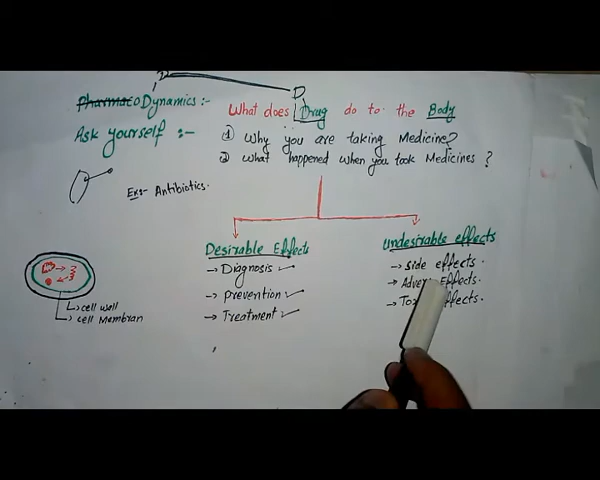 D D
PharmacoDynamics :- What does Drug do to the Body
Ask yourself :- ① Why you are taking Medicine?
② What happened when you took Medicines ?
Ex:- Antibiotics.
Desirable Effects
→ Diagnosis
→ Prevention
→ Treatment
Undesirable effects
→ Side effects.
→ Effects.
→ Effects.
→ cell wall
→ cell Membran